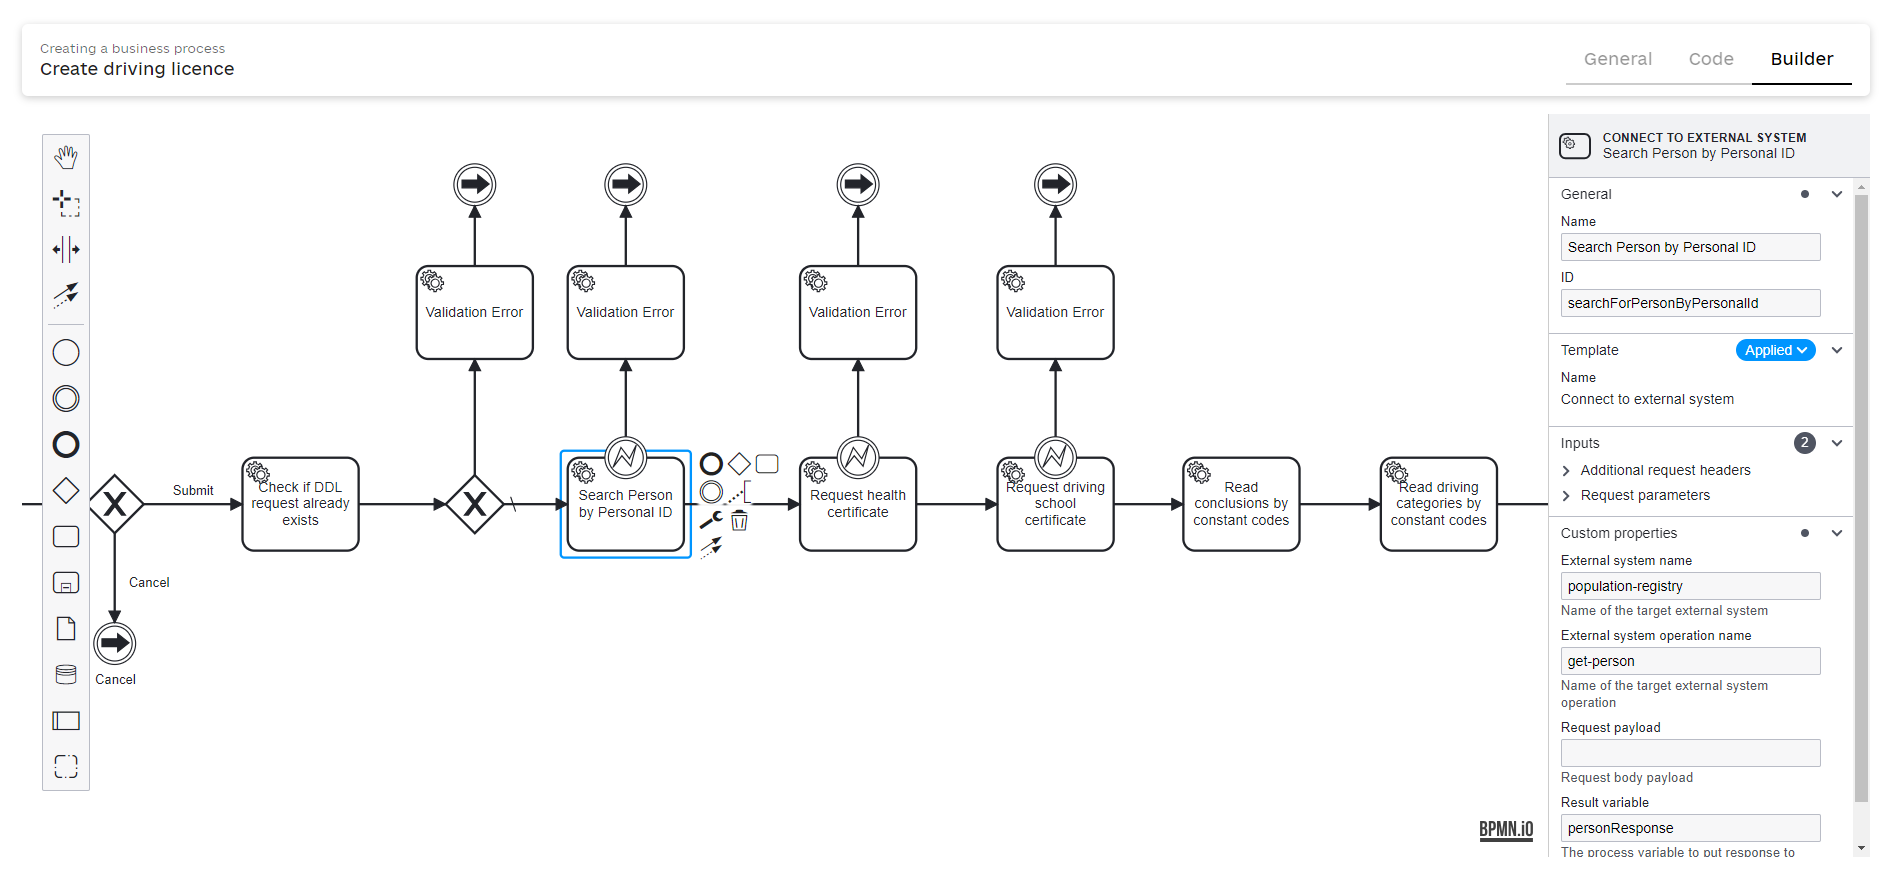 Creating a business process
Create driving licence
General
Code
Builder
Validation Error
Validation Error
Validation Error
Validation Error
Submit
Check if DDL
request already
exists
Search Person
by Personal ID
Request health
certificate
Request driving
school
certificate
Read
conclusions by
constant codes
Read driving
categories by
constant codes
Cancel
Cancel
BPMN.iO
CONNECT TO EXTERNAL SYSTEM
Search Person by Personal ID
General
Name
Search Person by Personal ID
ID
searchForPersonByPersonalId
Template
Applied
Name
Connect to external system
Inputs
2
Additional request headers
Request parameters
Custom properties
External system name
population-registry
Name of the target external system
External system operation name
get-person
Name of the target external system
operation
Request payload
Request body payload
Result variable
personResponse
The process variable to put response to